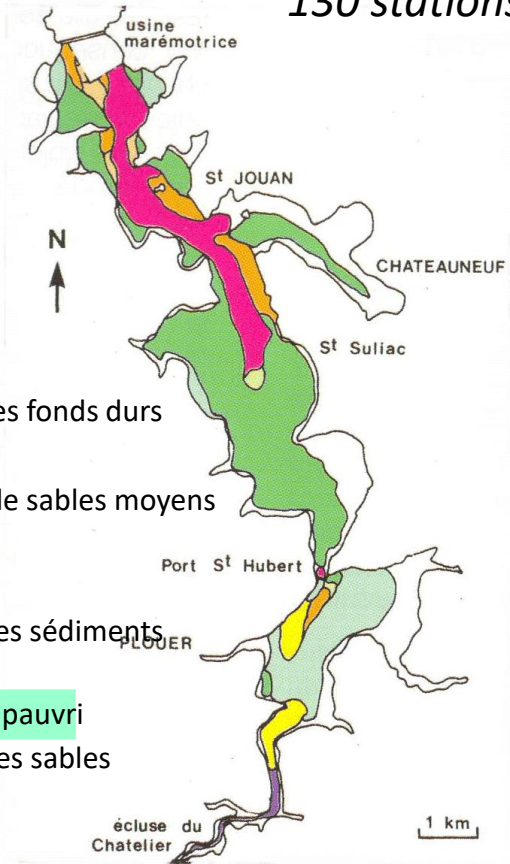 130 stations
usine
marémotrice
St JOUAN
N
CHATEAUNEUF
St Suliac
es fonds durs
de sables moyens
Port St Hubert
es sédiments
PLOUER
pauvri
es sables
écluse du
Chatelier
1 km